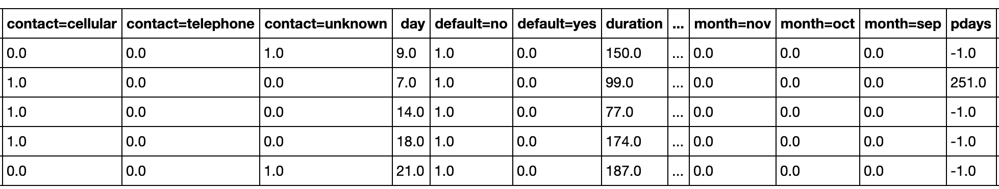 contact=cellular contact=telephone contact=unknown day default=no default=yes duration ... month=nov month=oct month=sep pdays
0.0 0.0 1.0 9.0 1.0 0.0 150.0 ... 0.0 0.0 0.0 -1.0
1.0 0.0 0.0 7.0 1.0 0.0 99.0 ... 0.0 0.0 0.0 251.0
1.0 0.0 0.0 14.0 1.0 0.0 77.0 ... 0.0 0.0 0.0 -1.0
1.0 0.0 0.0 18.0 1.0 0.0 174.0 ... 0.0 0.0 0.0 -1.0
0.0 0.0 1.0 21.0 1.0 0.0 187.0 ... 0.0 0.0 0.0 -1.0